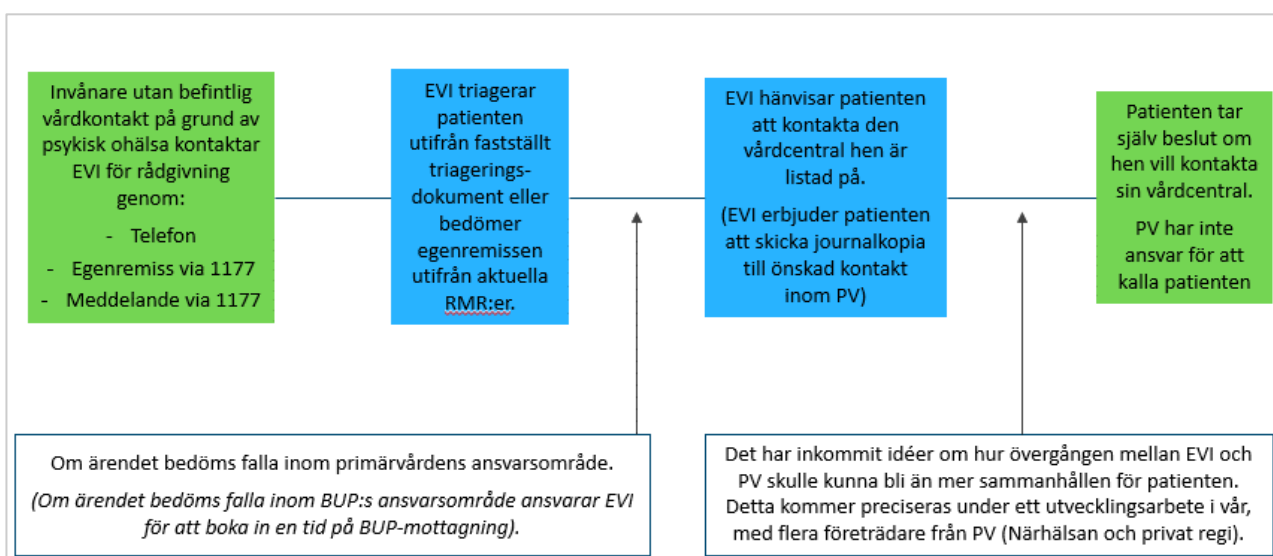 Invånare utan befintlig
vårdkontakt på grund av
psykisk ohälsa kontaktar
EVI för rådgivning
genom:
- Telefon
- Egenremiss via 1177
- Meddelande via 1177
EVI triagerar
patienten
utifrån fastställt
triagerings-
dokument eller
bedömer
egenremissen
utifrån aktuella
RMR:er.
EVI hänvisar patienten
att kontakta den
vårdcentral hen är
listad på.
(EVI erbjuder patienten
att skicka journalkopia
till önskad kontakt
inom PV)
Patienten tar
själv beslut om
hen vill kontakta
sin vårdcentral.
PV har inte
ansvar för att
kalla patienten
Om ärendet bedöms falla inom primärvårdens ansvarsområde.
(Om ärendet bedöms falla inom BUP:s ansvarsområde ansvarar EVI
för att boka in en tid på BUP-mottagning).
Det har inkommit idéer om hur övergången mellan EVI och
PV skulle kunna bli än mer sammanhållen för patienten.
Detta kommer preciseras under ett utvecklingsarbete i vår,
med flera företrädare från PV (Närhälsan och privat regi).